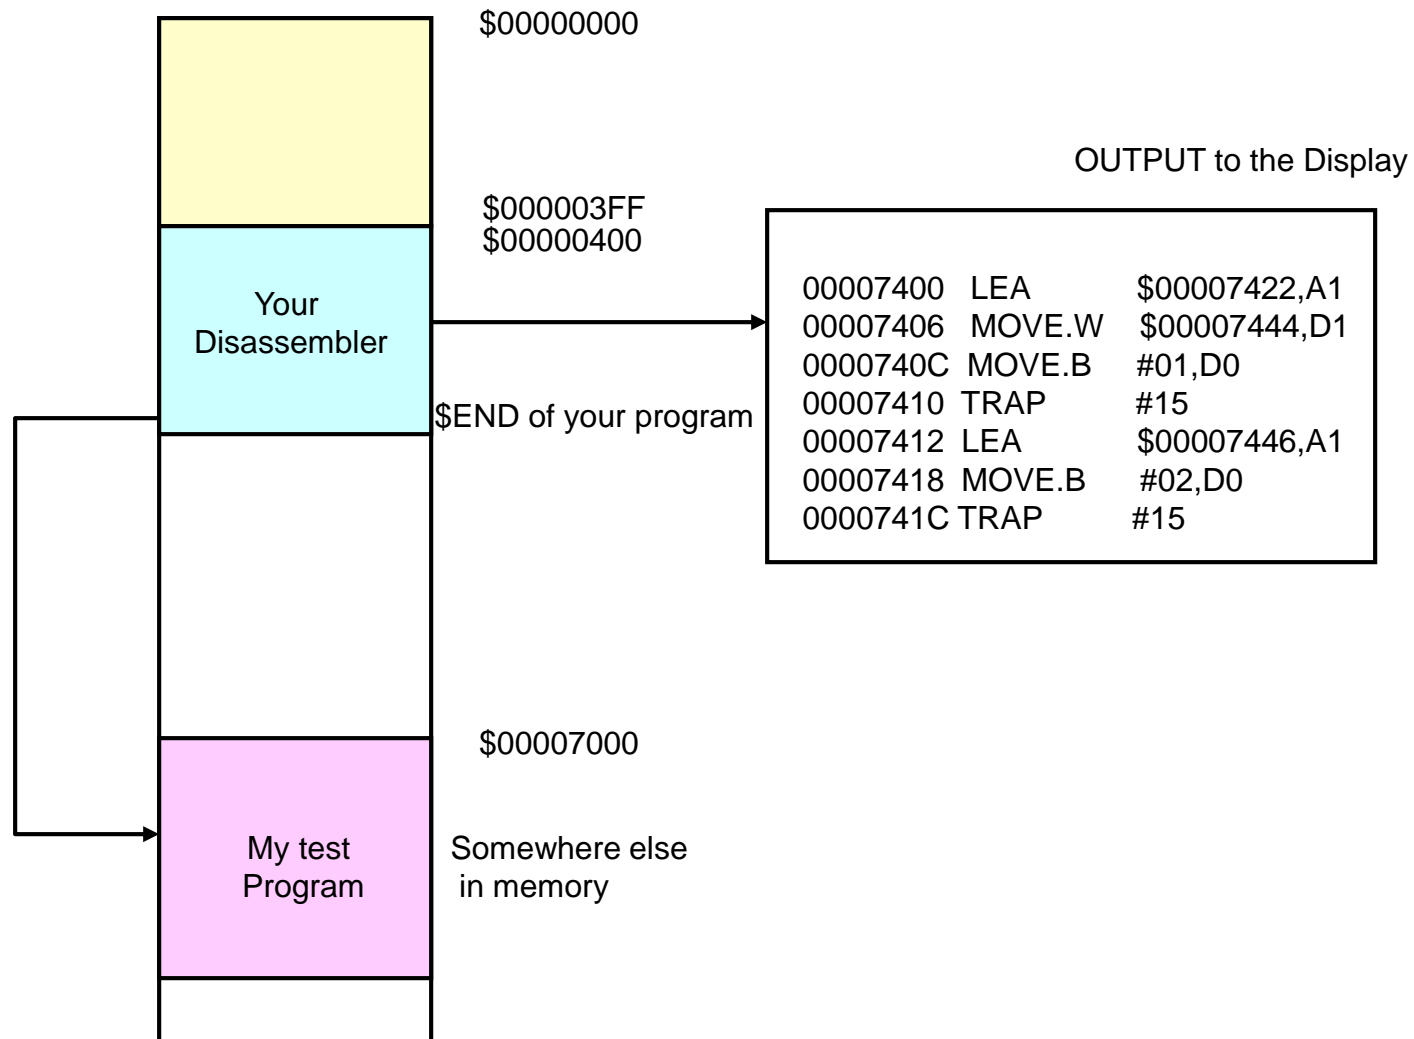 $00000000
OUTPUT to the Display
$000003FF
$00000400
Your
Disassembler
$END of your program
00007400 LEA $00007422,A1
00007406 MOVE.W $00007444,D1
0000740C MOVE.B #01,D0
00007410 TRAP #15
00007412 LEA $00007446,A1
00007418 MOVE.B #02,D0
0000741C TRAP #15
$00007000
My test
Program
Somewhere else
in memory